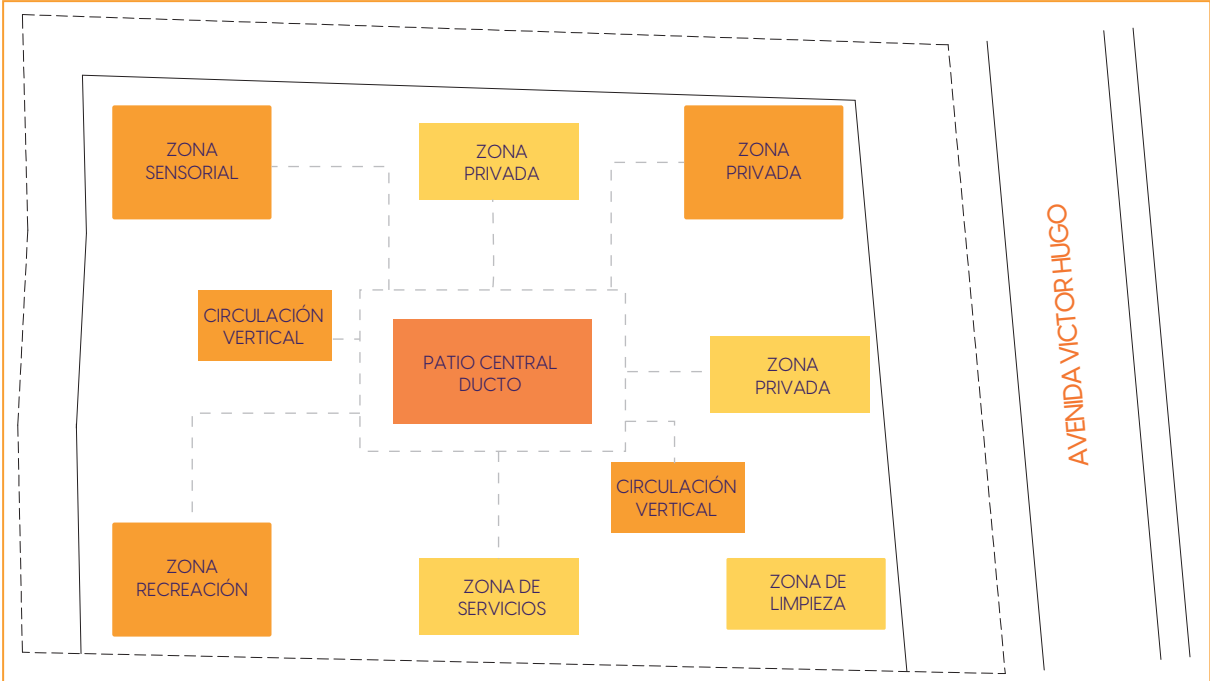 ZONA
SENSORIAL
ZONA
PRIVADA
ZONA
PRIVADA
CIRCULACIÓN
VERTICAL
PATIO CENTRAL
DUCTO
ZONA
PRIVADA
AVENIDA VICTOR HUGO
CIRCULACIÓN
VERTICAL
ZONA
RECREACIÓN
ZONA DE
SERVICIOS
ZONA DE
LIMPIEZA